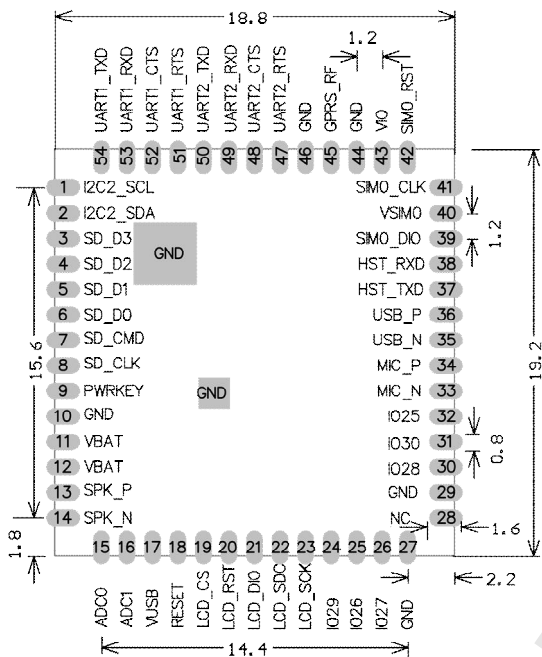 18.8
1.2
UART1_TXD
UART1_RXD
UART1_CTS
UART1_RTS
UART2_TXD
UART2_RXD
UART2_CTS
UART2_RTS
GND
GPRS_RF
GND
VIO
SIM0_RST
54 53 52 51 50 49 48 47 46 45 44 43 42
1 I2C2_SCL
2 I2C2_SDA
3 SD_D3
4 SD_D2
5 SD_D1
6 SD_D0
7 SD_CMD
8 SD_CLK
9 PWRKEY
10 GND
11 VBAT
12 VBAT
13 SPK_P
14 SPK_N
GND
GND
SIM0_CLK 41
VSIM0 40
SIM0_DIO 39
HST_RXD 38
HST_TXD 37
USB_P 36
USB_N 35
MIC_P 34
MIC_N 33
IO25 32
IO30 31
IO28 30
GND 29
NC 28
1.2
15.6
19.2
0.8
1.8
1.6
2.2
15 16 17 18 19 20 21 22 23 24 25 26 27
ADC0
ADC1
VUSB
RESET
LCD_CS
LCD_RST
LCD_DIO
LCD_SDC
LCD_SCK
IO29
IO26
IO27
GND
14.4